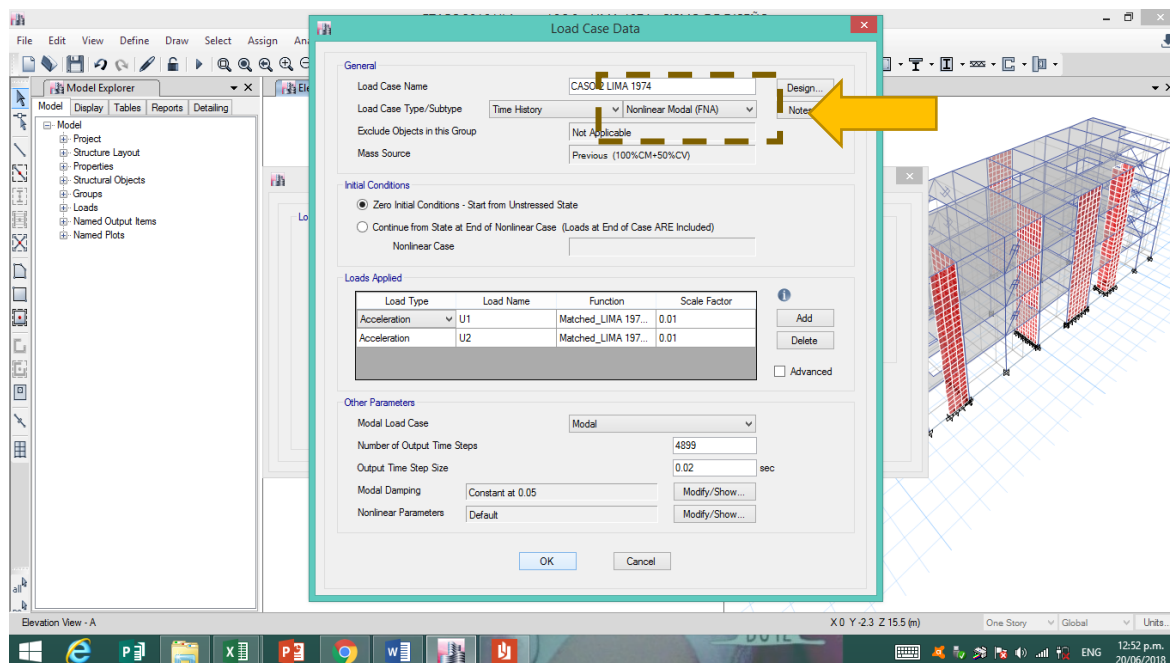 File Edit View Define Draw Select Assign
Model Explorer
Model Display Tables Reports Detailing
Model
Project
Structure Layout
Properties
Structural Objects
Groups
Loads
Named Output Items
Named Plots
Load Case Data
General
Load Case Name CASO 2 LIMA 1974 Design...
Load Case Type/Subtype Time History Nonlinear Modal (FNA)
Exclude Objects in this Group Not Applicable
Mass Source Previous (100%CM+50%CV)
Initial Conditions
Zero Initial Conditions - Start from Unstressed State
Continue from State at End of Nonlinear Case (Loads at End of Case ARE Included)
Nonlinear Case
Loads Applied
Load Type Load Name Function Scale Factor
Acceleration U1 Matched_LIMA 197... 0.01 Add
Acceleration U2 Matched_LIMA 197... 0.01 Delete
Advanced
Other Parameters
Modal Load Case Modal
Number of Output Time Steps 4899
Output Time Step Size 0.02 sec
Modal Damping Constant at 0.05 Modify/Show...
Nonlinear Parameters Default Modify/Show...
OK Cancel
all
Elevation View - A X 0 Y -2.3 Z 15.5 (m) One Story Global Units...
ENG 12:52 p.m.
20/06/2018